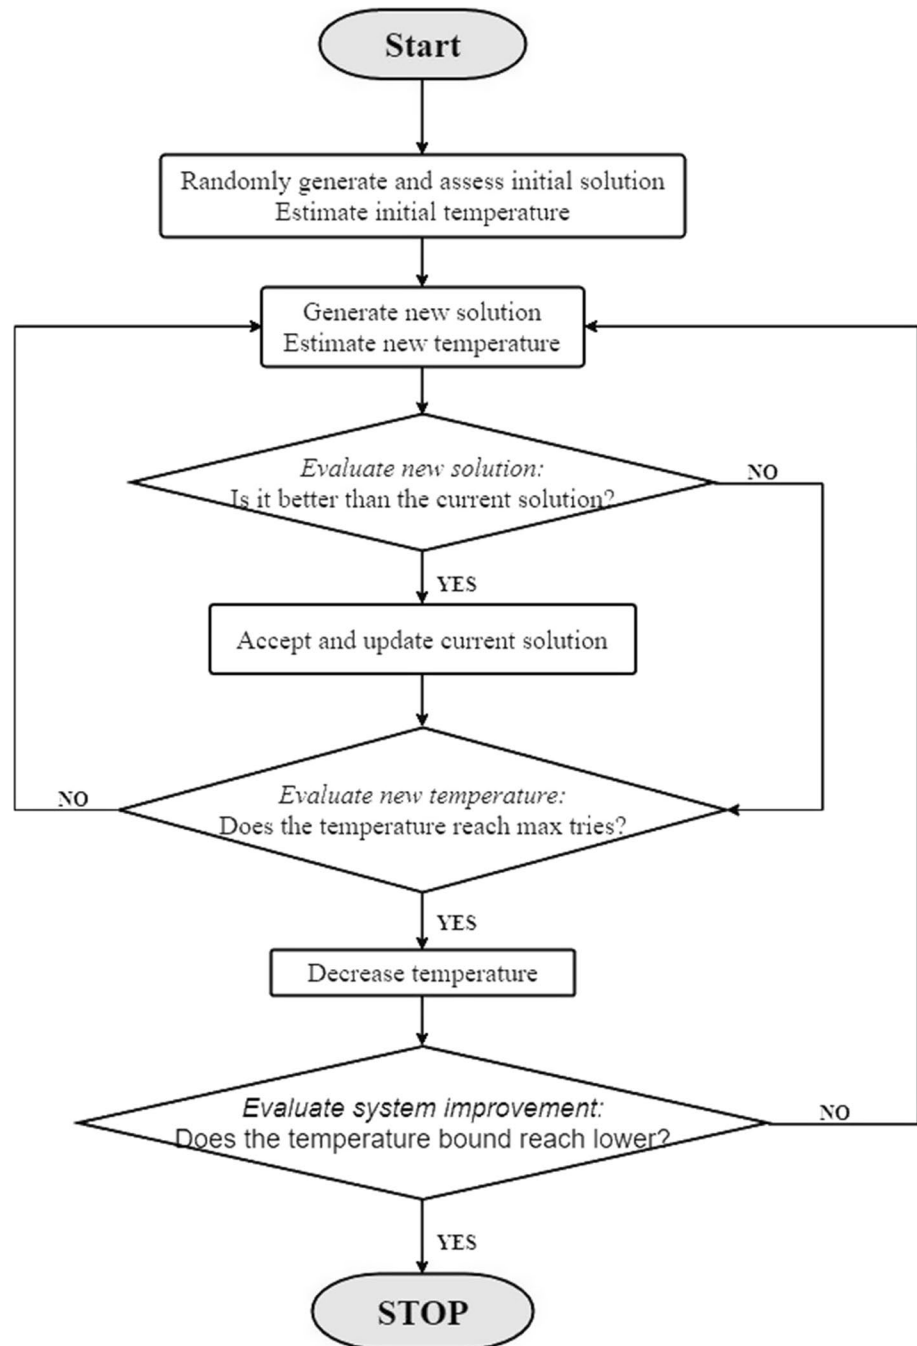 Start
Randomly generate and assess initial solution
Estimate initial temperature
Generate new solution
Estimate new temperature
Evaluate new solution:
Is it better than the current solution?
NO
YES
Accept and update current solution
Evaluate new temperature:
Does the temperature reach max tries?
NO
YES
Decrease temperature
Evaluate system improvement:
Does the temperature bound reach lower?
NO
YES
STOP